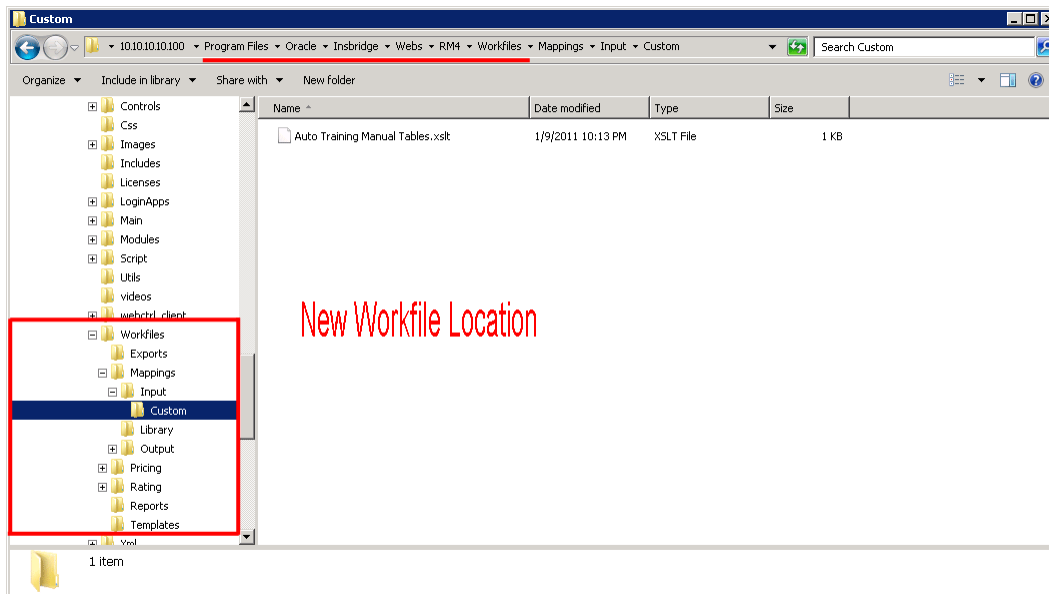 Custom
10.10.10.10.100 Program Files Oracle Insbridge Webs RM4 Workfiles Mappings Input Custom
Search Custom
Organize Include in library Share with New folder
Controls
Css
Images
Includes
Licenses
LoginApps
Main
Modules
Script
Utils
videos
webctrl_client
Workfiles
Exports
Mappings
Input
Custom
Library
Output
Pricing
Rating
Reports
Templates
Xml
Name Date modified Type Size
Auto Training Manual Tables.xslt 1/9/2011 10:13 PM XSLT File 1 KB
New Workfile Location
1 item